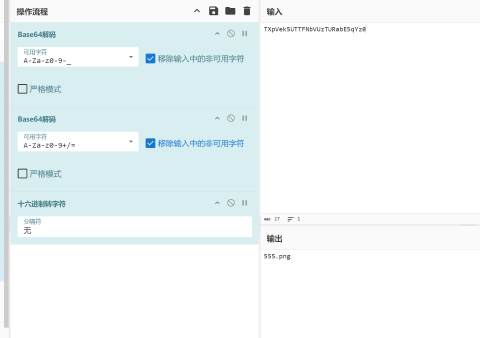 操作流程
Base64解码
可用字符
A-Za-z0-9-_
移除输入中的非可用字符
严格模式
Base64解码
可用字符
A-Za-z0-9+/=
移除输入中的非可用字符
严格模式
十六进制转字符
分隔符
无
输入
TXpVek5UTTFNbVUzTURabE5qYz0
27 1
输出
555.png